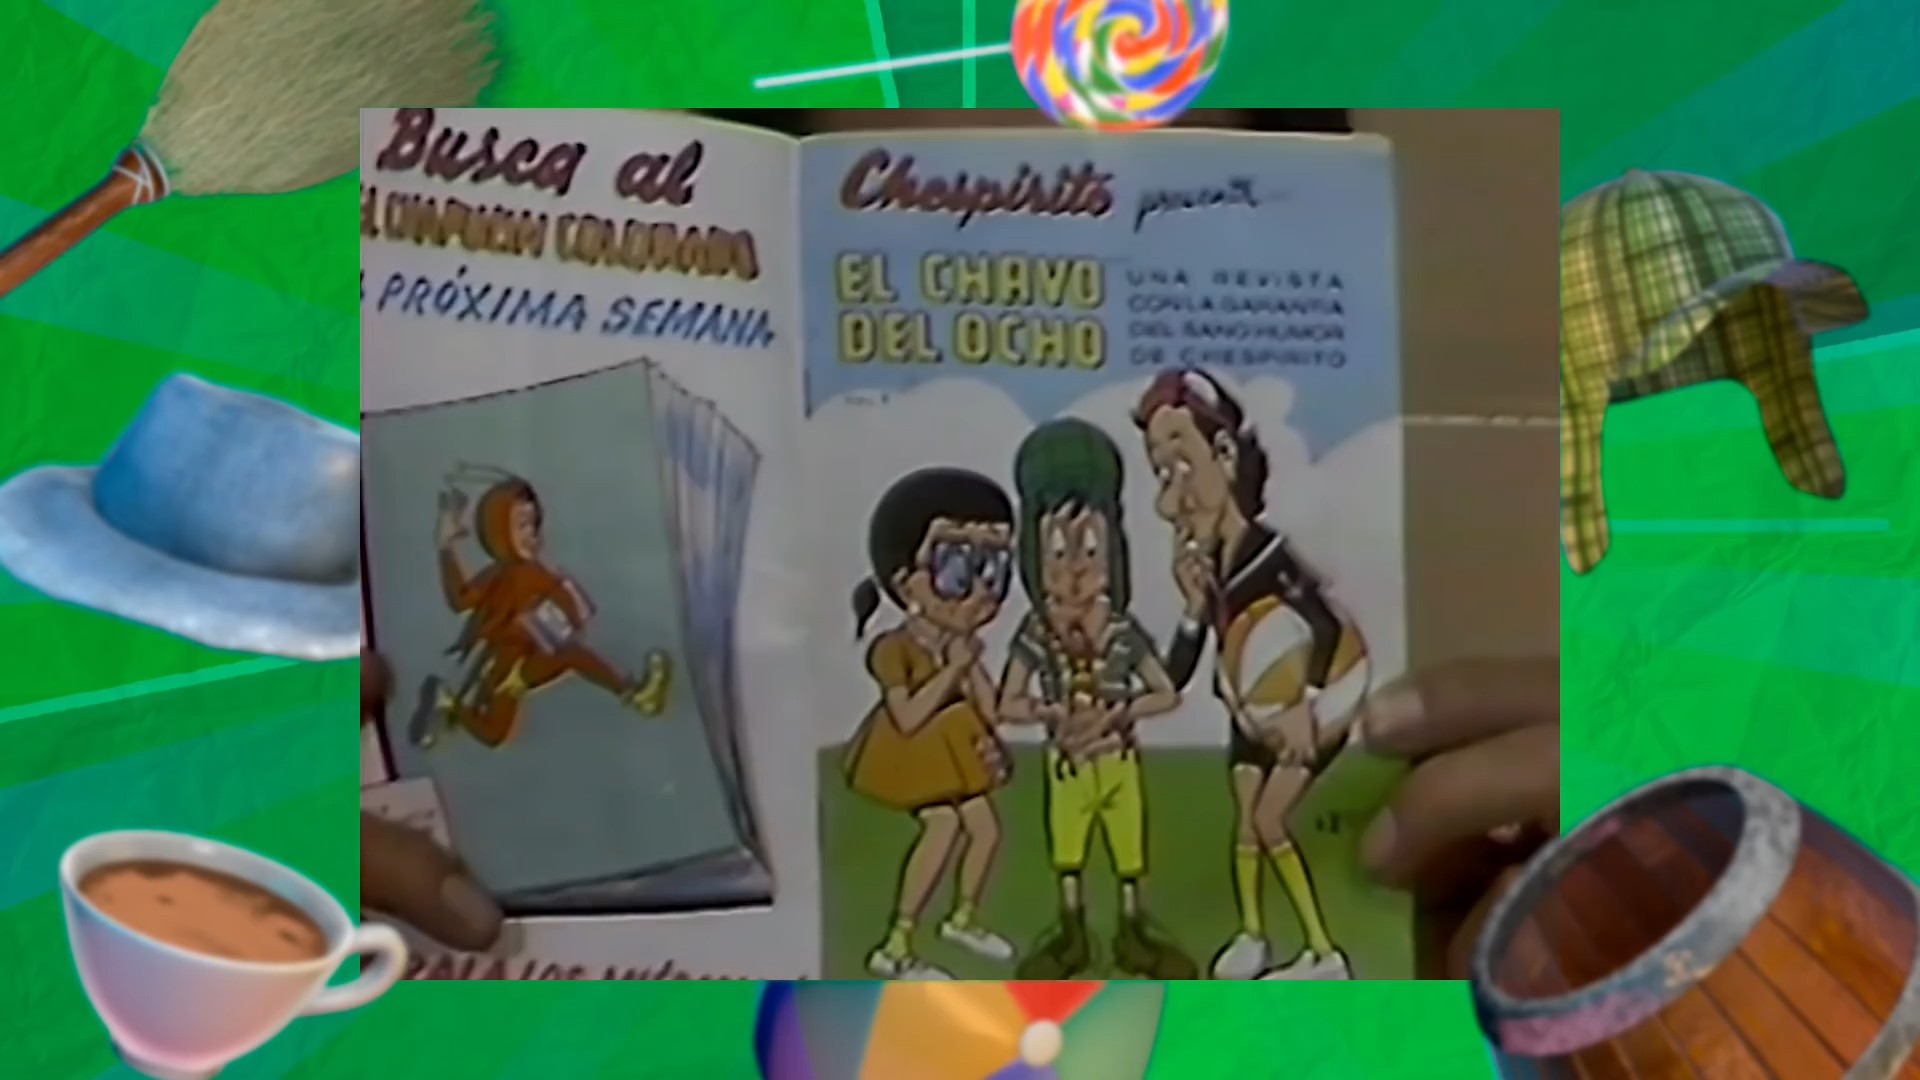 Busca al
EL CHAPULIN COLORADO
PRÓXIMA SEMANA
Chespirito presenta...
EL CHAVO
DEL OCHO
UNA REVISTA
CON LA GARANTIA
DEL SANO HUMOR
DE CHESPIRITO